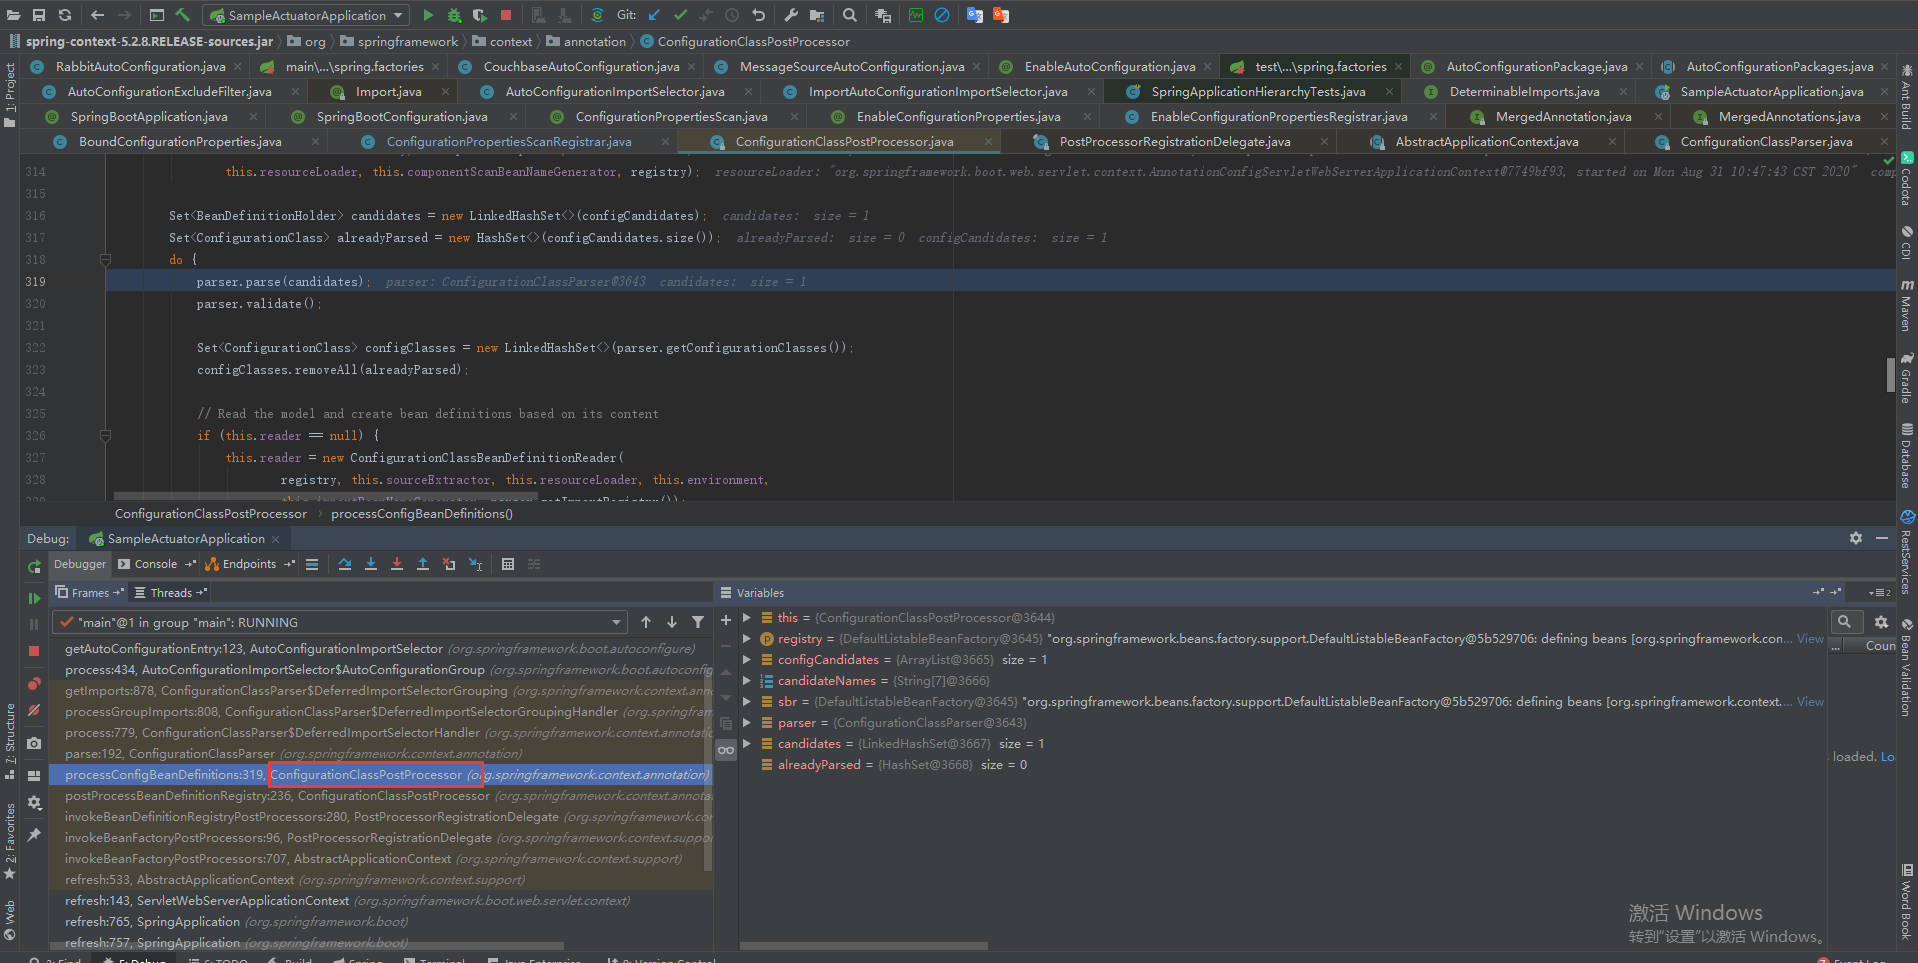 SampleActuatorApplication
Git:
spring-context-5.2.8.RELEASE-sources.jar org springframework context annotation ConfigurationClassPostProcessor
RabbitAutoConfiguration.java main\...\spring.factories CouchbaseAutoConfiguration.java MessageSourceAutoConfiguration.java EnableAutoConfiguration.java test\...\spring.factories AutoConfigurationPackage.java AutoConfigurationPackages.java
AutoConfigurationExcludeFilter.java Import.java AutoConfigurationImportSelector.java ImportAutoConfigurationImportSelector.java SpringApplicationHierarchyTests.java DeterminableImports.java SampleActuatorApplication.java
SpringBootApplication.java SpringBootConfiguration.java ConfigurationPropertiesScan.java EnableConfigurationProperties.java EnableConfigurationPropertiesRegistrar.java MergedAnnotation.java MergedAnnotations.java
BoundConfigurationProperties.java ConfigurationPropertiesScanRegistrar.java ConfigurationClassPostProcessor.java PostProcessorRegistrationDelegate.java AbstractApplicationContext.java ConfigurationClassParser.java
314 this.resourceLoader, this.componentScanBeanNameGenerator, registry); resourceLoader: "org.springframework.boot.web.servlet.context.AnnotationConfigServletWebServerApplicationContext@7749bf93, started on Mon Aug 31 10:47:43 CST 2020" comp
315
316 Set<BeanDefinitionHolder> candidates = new LinkedHashSet<>(configCandidates); candidates: size = 1
317 Set<ConfigurationClass> alreadyParsed = new HashSet<>(configCandidates.size()); alreadyParsed: size = 0 configCandidates: size = 1
318 do {
319 parser.parse(candidates); parser: ConfigurationClassParser@3643 candidates: size = 1
320 parser.validate();
321
322 Set<ConfigurationClass> configClasses = new LinkedHashSet<>(parser.getConfigurationClasses());
323 configClasses.removeAll(alreadyParsed);
324
325 // Read the model and create bean definitions based on its content
326 if (this.reader == null) {
327 this.reader = new ConfigurationClassBeanDefinitionReader(
328 registry, this.sourceExtractor, this.resourceLoader, this.environment,
ConfigurationClassPostProcessor processConfigBeanDefinitions()
Debug: SampleActuatorApplication
Debugger Console Endpoints
Frames Threads
"main"@1 in group "main": RUNNING
getAutoConfigurationEntry:123, AutoConfigurationImportSelector (org.springframework.boot.autoconfigure)
process:434, AutoConfigurationImportSelector$AutoConfigurationGroup (org.springframework.boot.autoconfig
getImports:878, ConfigurationClassParser$DeferredImportSelectorGrouping (org.springframework.context.ann
processGroupImports:808, ConfigurationClassParser$DeferredImportSelectorGroupingHandler (org.springfram
process:779, ConfigurationClassParser$DeferredImportSelectorHandler (org.springframework.context.annotatio
parse:192, ConfigurationClassParser (org.springframework.context.annotation)
processConfigBeanDefinitions:319, ConfigurationClassPostProcessor (org.springframework.context.annotation)
postProcessBeanDefinitionRegistry:236, ConfigurationClassPostProcessor (org.springframework.context.annotat
invokeBeanDefinitionRegistryPostProcessors:280, PostProcessorRegistrationDelegate (org.springframework.co
invokeBeanFactoryPostProcessors:96, PostProcessorRegistrationDelegate (org.springframework.context.suppo
invokeBeanFactoryPostProcessors:707, AbstractApplicationContext (org.springframework.context.support)
refresh:533, AbstractApplicationContext (org.springframework.context.support)
refresh:143, ServletWebServerApplicationContext (org.springframework.boot.web.servlet.context)
refresh:765, SpringApplication (org.springframework.boot)
refresh:757, SpringApplication (org.springframework.boot)
Variables
this = {ConfigurationClassPostProcessor@3644}
registry = {DefaultListableBeanFactory@3645} "org.springframework.beans.factory.support.DefaultListableBeanFactory@5b529706: defining beans [org.springframework.con... View
configCandidates = {ArrayList@3665} size = 1
candidateNames = {String[7]@3666}
sbr = {DefaultListableBeanFactory@3645} "org.springframework.beans.factory.support.DefaultListableBeanFactory@5b529706: defining beans [org.springframework.context.... View
parser = {ConfigurationClassParser@3643}
candidates = {LinkedHashSet@3667} size = 1
alreadyParsed = {HashSet@3668} size = 0
... Coun
loaded. Lo
激活 Windows
转到"设置"以激活 Windows。
1: Project
7: Structure
2: Favorites
Web
Ant Build
Codota
CDI
Maven
Gradle
Database
RestServices
Bean Validation
Word Book